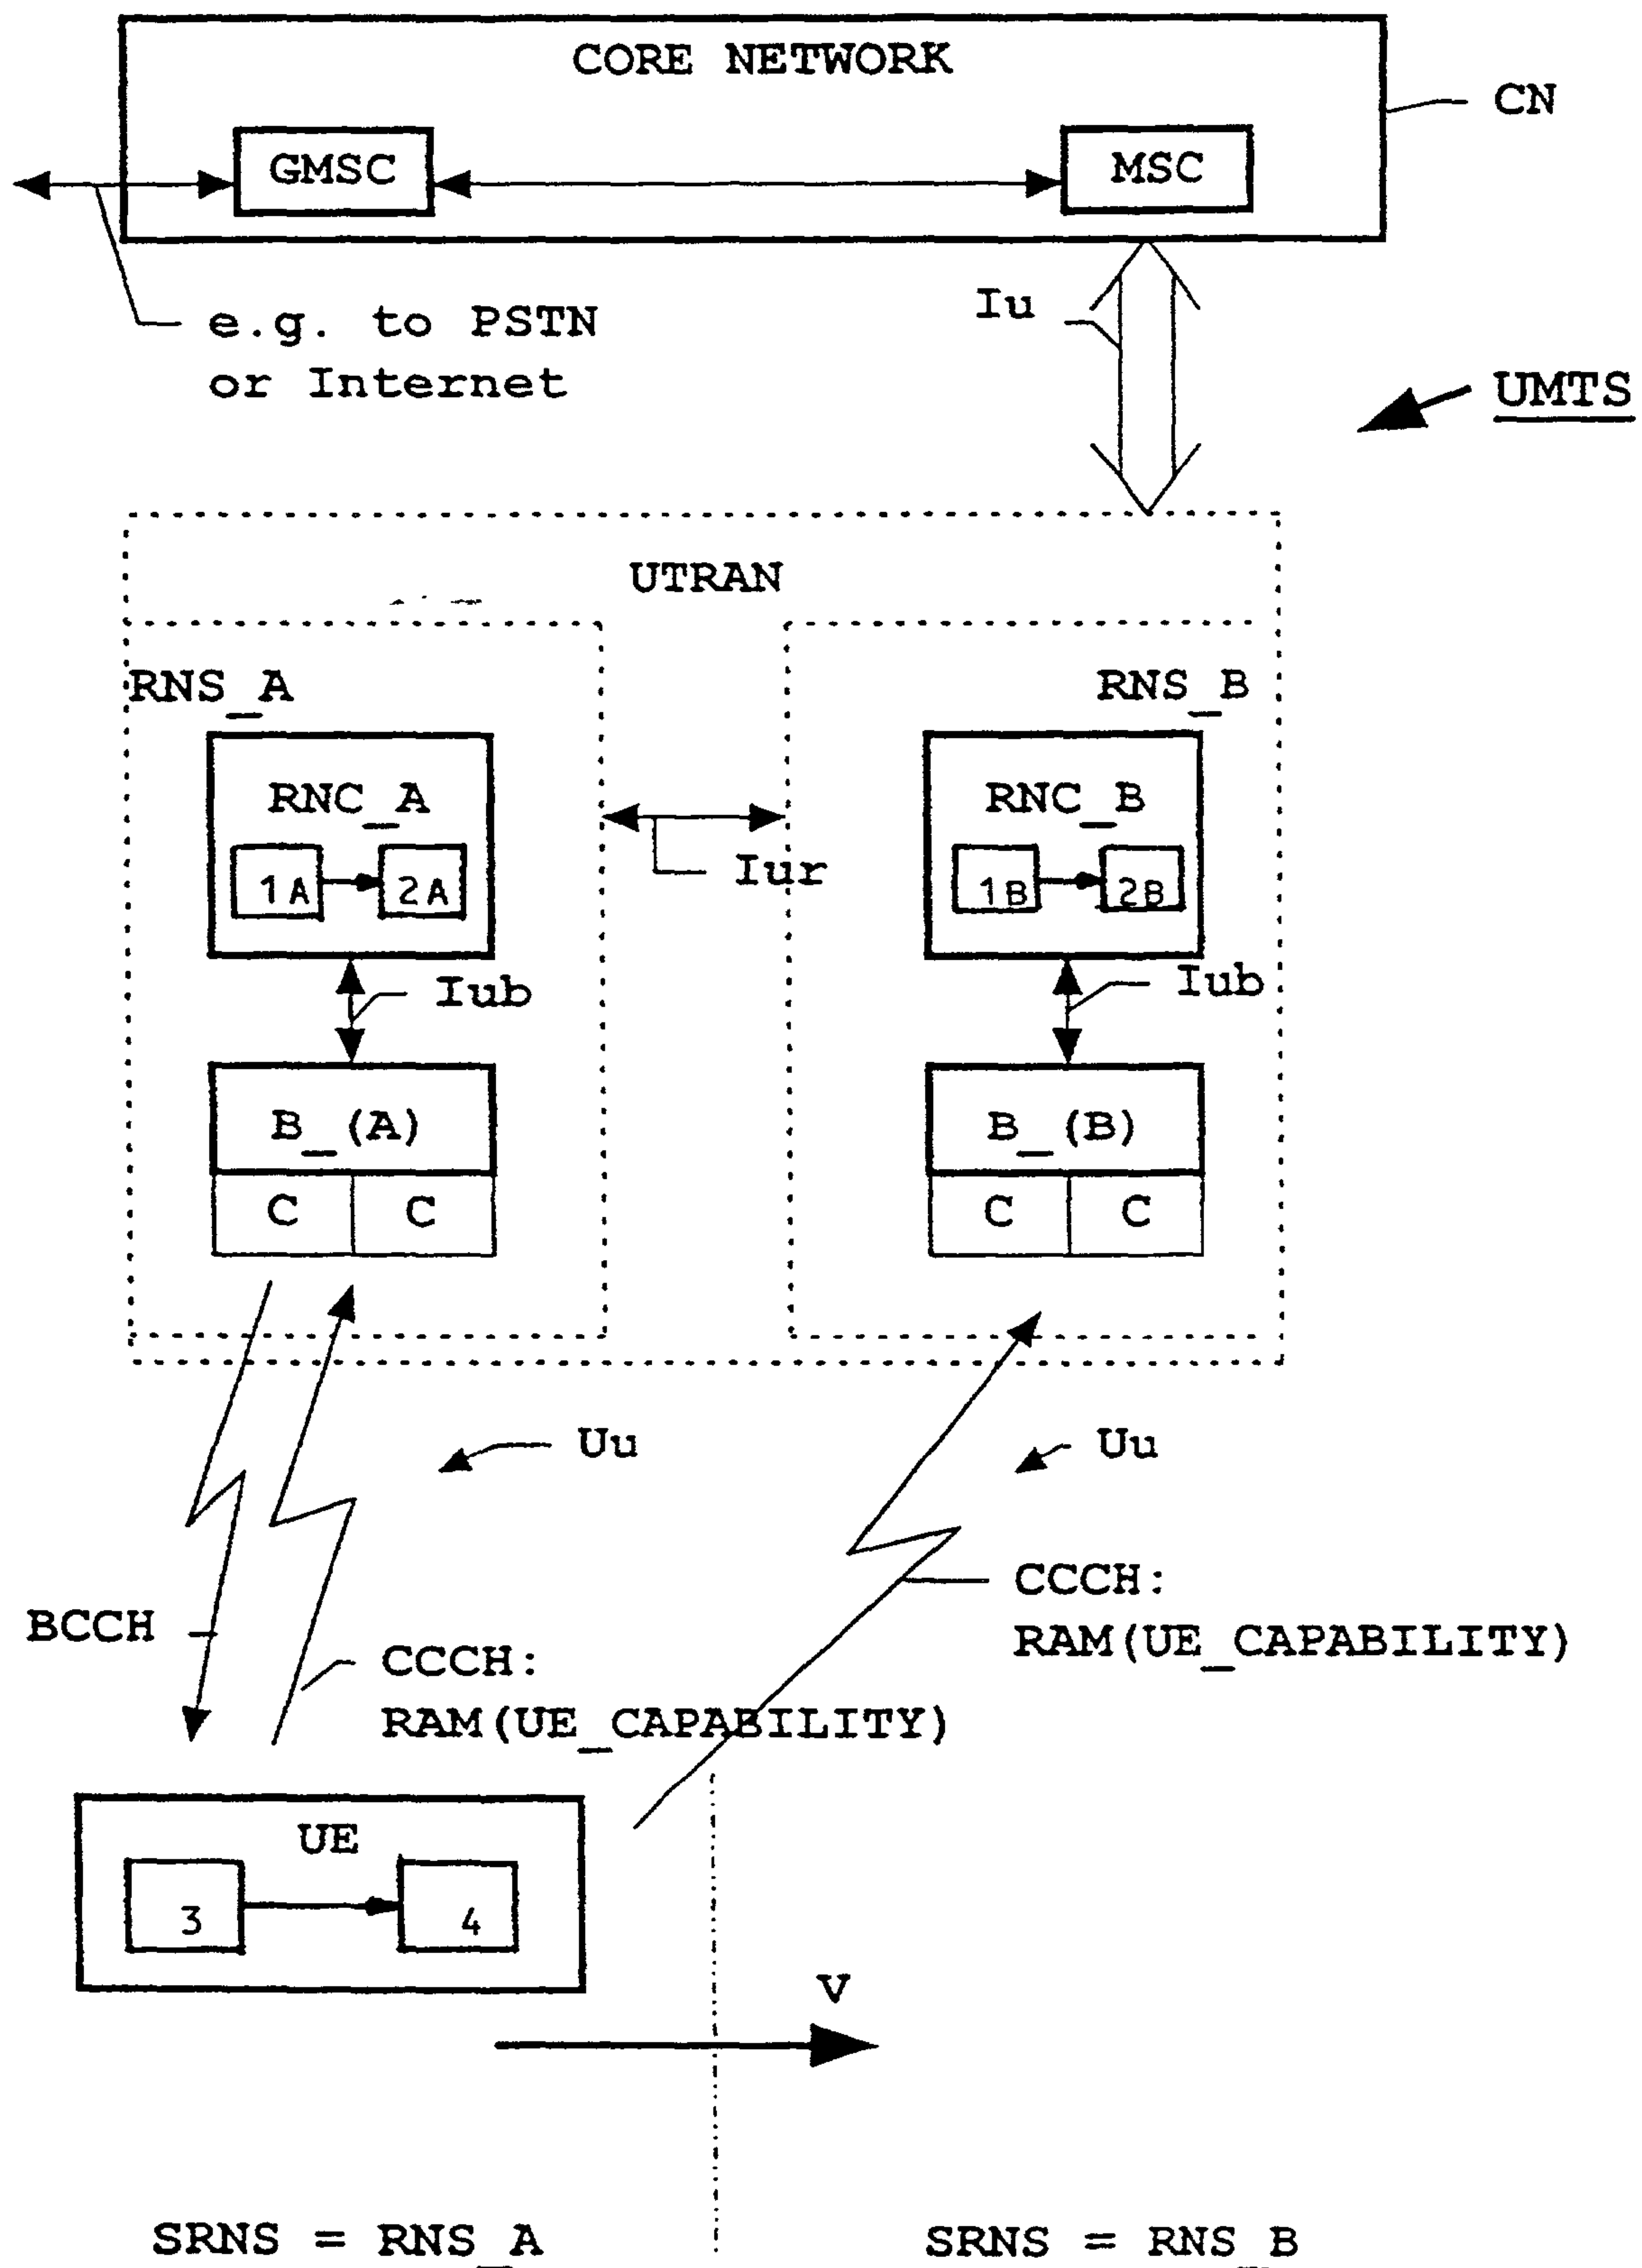 CORE NETWORK
CN
GMSC
MSC
e.g. to PSTN
or Internet
Iu
UMTS
UTRAN
RNS_A
RNS_B
RNC_A
RNC_B
1A
2A
Iur
1B
2B
Iub
Iub
B_(A)
B_(B)
C
C
C
C
Uu
Uu
CCCH:
RAM(UE_CAPABILITY)
BCCH
CCCH:
RAM(UE_CAPABILITY)
UE
3
4
v
SRNS = RNS_A
SRNS = RNS_B